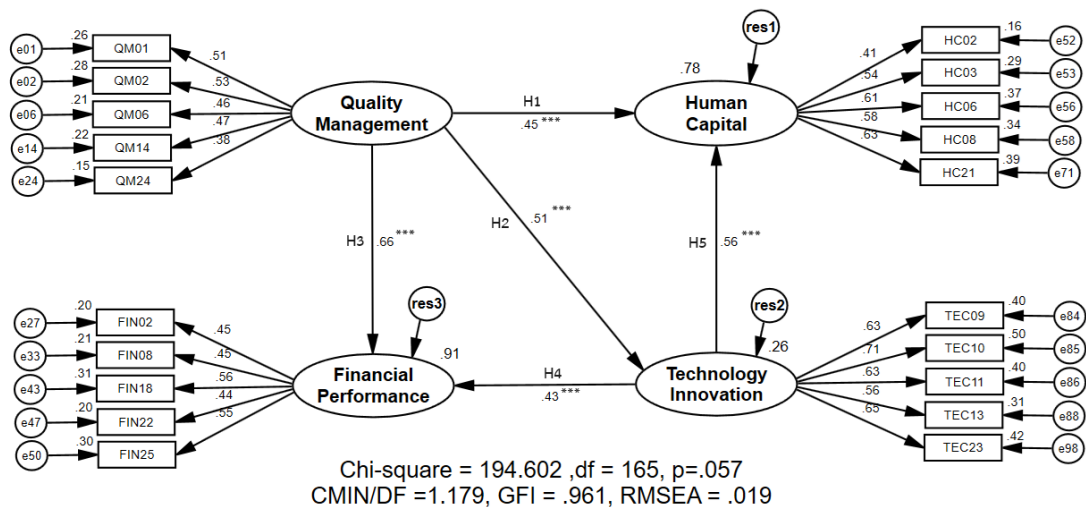 res1
.26
e01
QM01
.51
.28
e02
QM02
.53
.21
e06
QM06
.46
.22
e14
QM14
.47
.15
e24
QM24
.38
Quality
Management
H1
.45 ***
.78
Human
Capital
.41
HC02
.16
e52
.54
HC03
.29
e53
.61
HC06
.37
e56
.58
HC08
.34
e58
.63
HC21
.39
e71
H3
.66 ***
H2
.51 ***
H5
.56 ***
res3
res2
.20
e27
FIN02
.45
.21
e33
FIN08
.45
.31
e43
FIN18
.56
.20
e47
FIN22
.44
.30
e50
FIN25
.55
.91
Financial
Performance
H4
.43 ***
.26
Technology
Innovation
.63
TEC09
.40
e84
.71
TEC10
.50
e85
.63
TEC11
.40
e86
.56
TEC13
.31
e88
.65
TEC23
.42
e98
Chi-square = 194.602 ,df = 165, p=.057
CMIN/DF =1.179, GFI = .961, RMSEA = .019